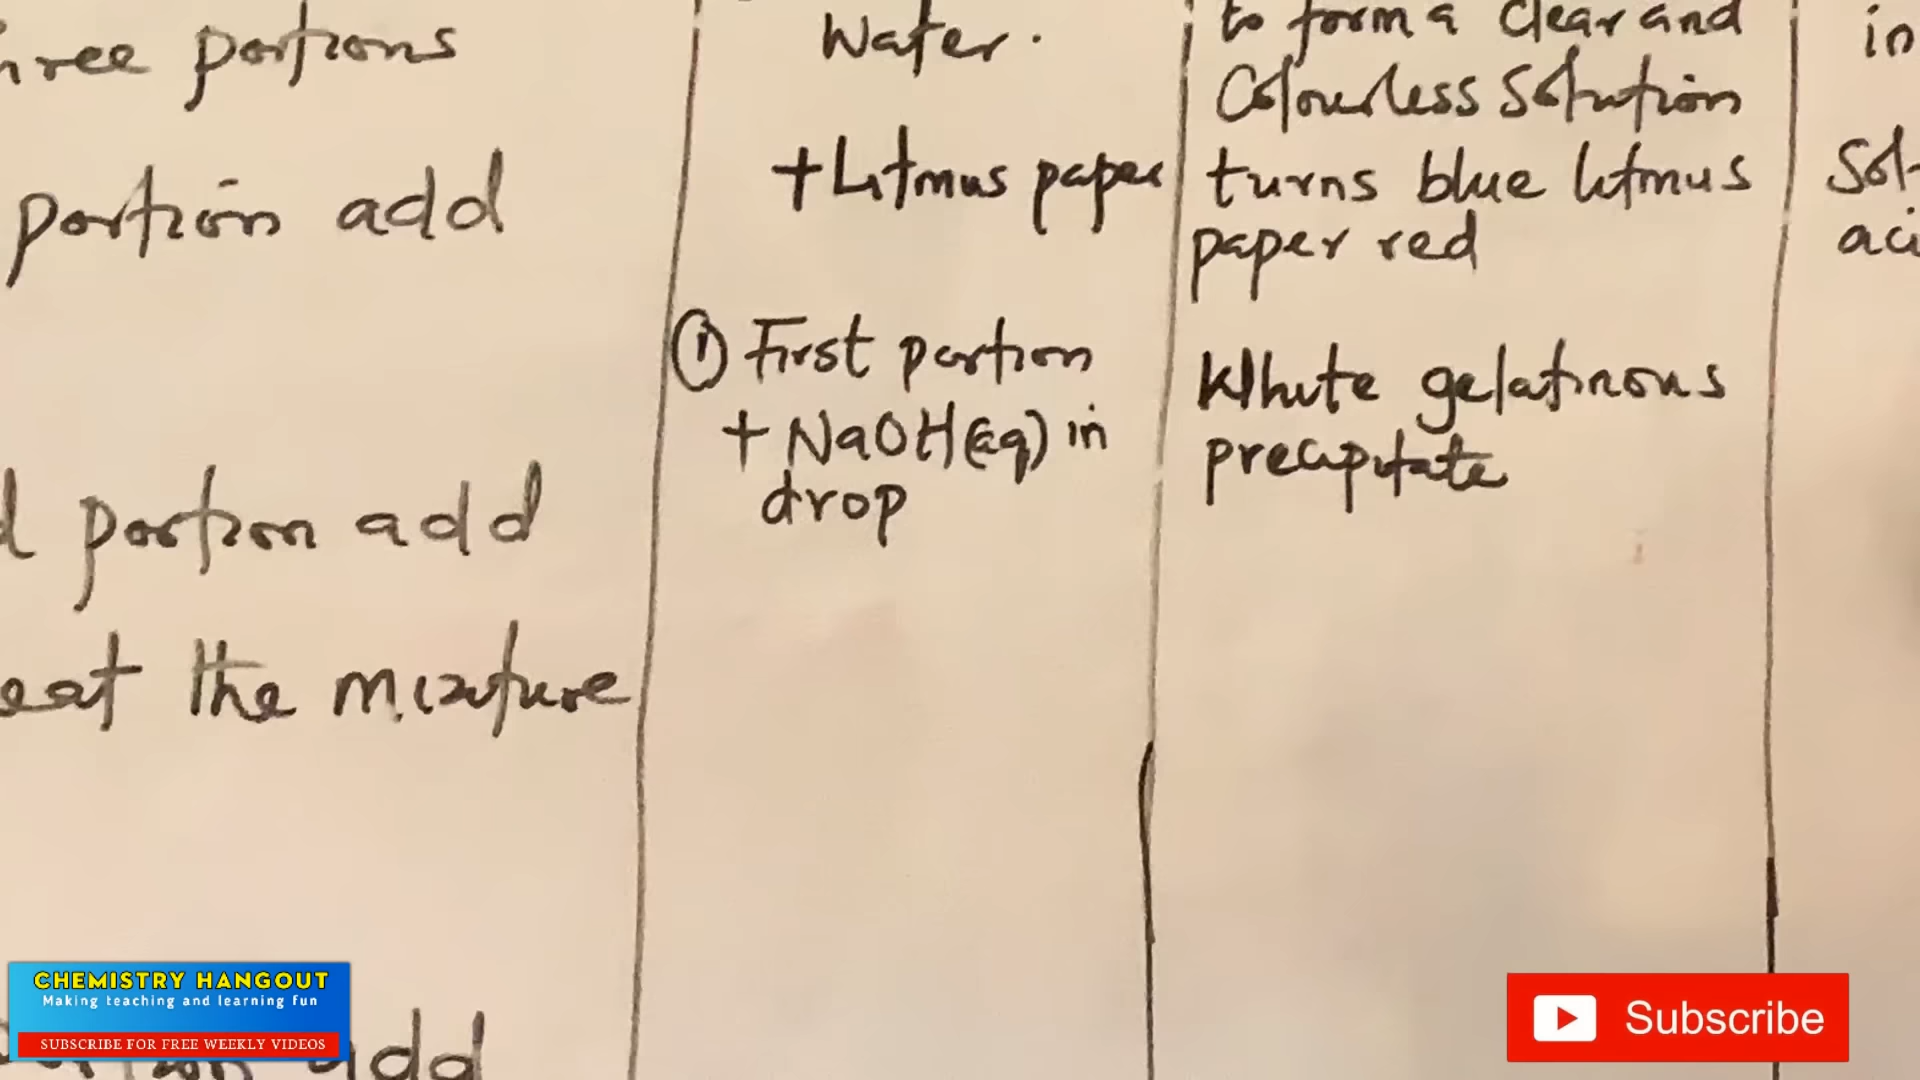 three portions
portion add
portion add
eat the mixture
add
Water.
+ Litmus paper
① First portion
+ NaOH(aq) in
drop
to form a clear and
Colourless Solution
turns blue litmus
paper red
White gelatinous
precipitate
in
Sol
aci
CHEMISTRY HANGOUT
Making teaching and learning fun
SUBSCRIBE FOR FREE WEEKLY VIDEOS
Subscribe